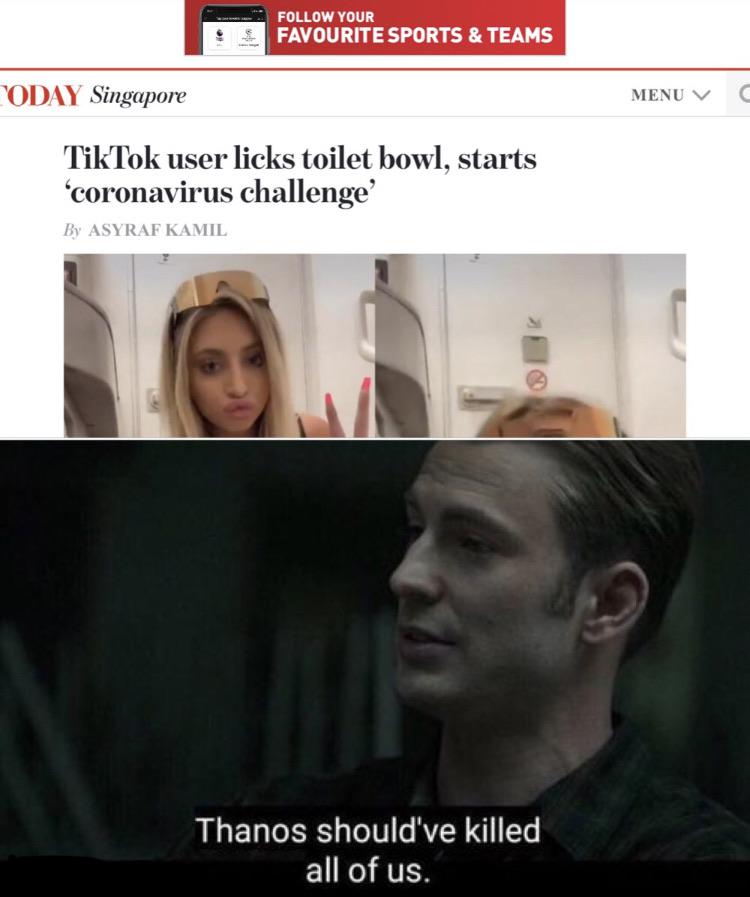 FOLLOW YOUR
FAVOURITE SPORTS & TEAMS
TODAY Singapore
MENU
TikTok user licks toilet bowl, starts
‘coronavirus challenge’
By ASYRAF KAMIL
Thanos should've killed
all of us.